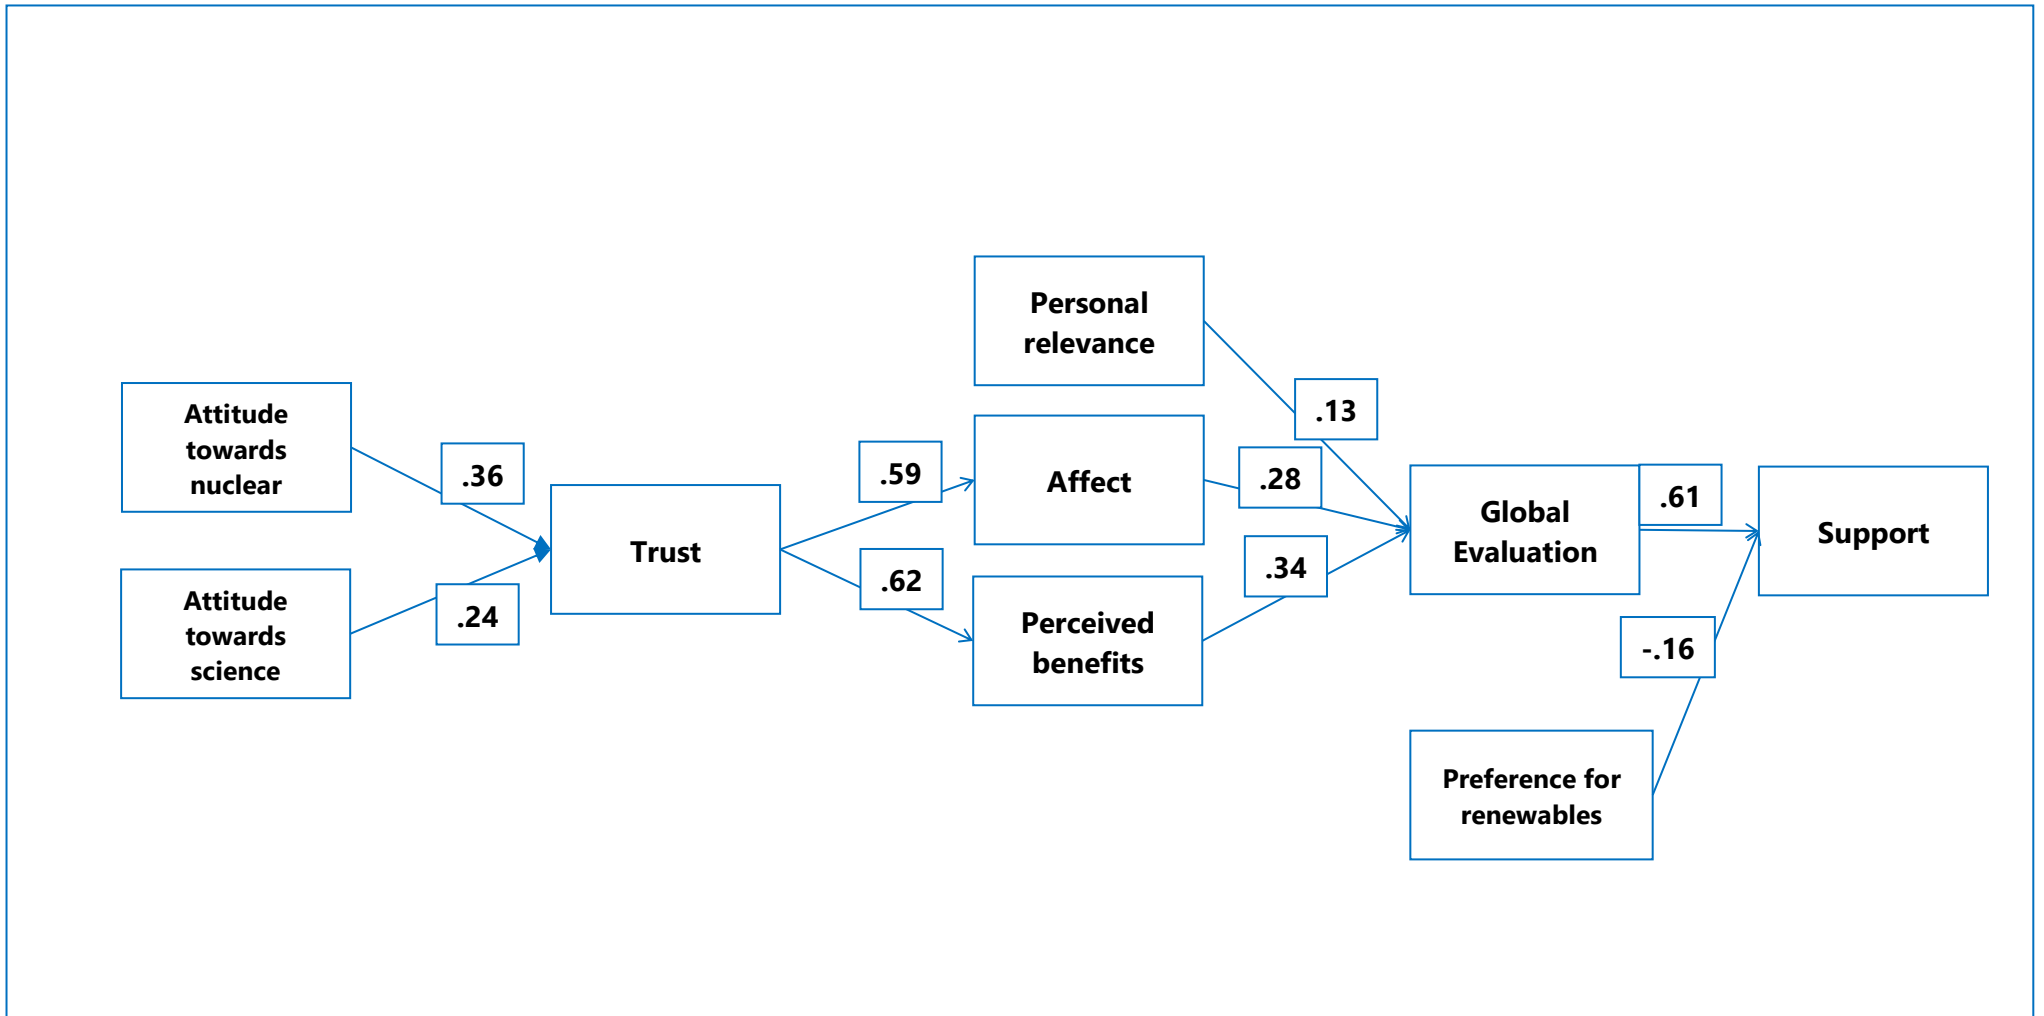 Attitude
towards
nuclear
Attitude
towards
science
.36
.24
Trust
.59
.62
Personal
relevance
Affect
Perceived
benefits
.13
.28
.34
Global
Evaluation
.61
-.16
Preference for
renewables
Support